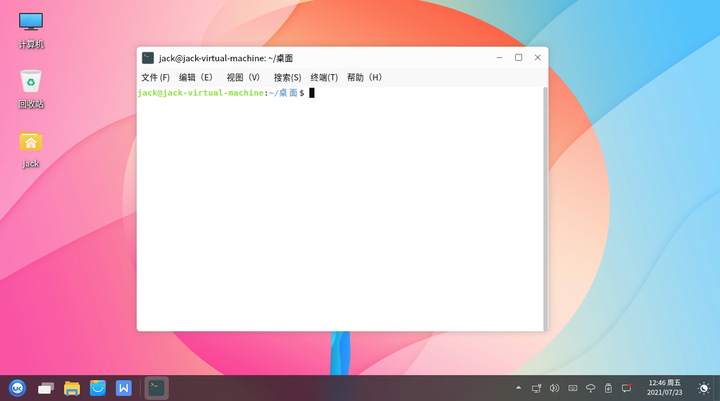 计算机
回收站
jack
jack@jack-virtual-machine: ~/桌面
文件 (F) 编辑（E） 视图（V） 搜索(S) 终端(T) 帮助（H）
jack@jack-virtual-machine:~/桌面$
12:46 周五
2021/07/23